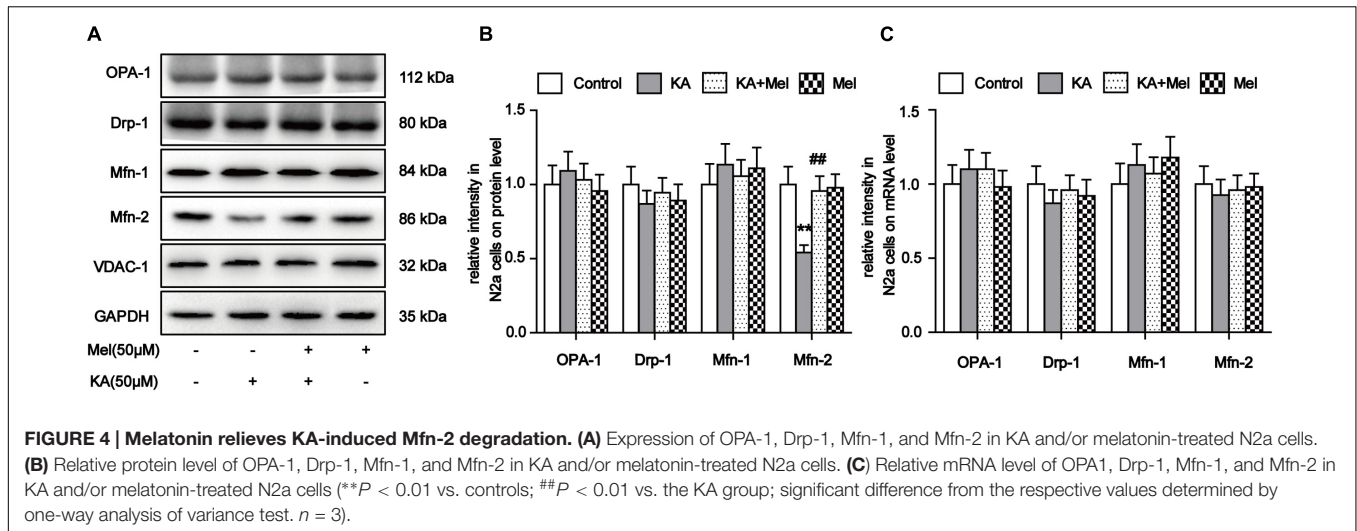 A
OPA-1 112 kDa
Drp-1 80 kDa
Mfn-1 84 kDa
Mfn-2 86 kDa
VDAC-1 32 kDa
GAPDH 35 kDa
Mel(50μM) - - + +
KA(50μM) - + + -
B
Control KA KA+Mel Mel
relative intensity in
N2a cells on protein level
1.5
1.0
0.5
0.0
**
##
OPA-1 Drp-1 Mfn-1 Mfn-2
C
Control KA KA+Mel Mel
relative intensity in
N2a cells on mRNA level
1.5
1.0
0.5
0.0
OPA-1 Drp-1 Mfn-1 Mfn-2
FIGURE 4 | Melatonin relieves KA-induced Mfn-2 degradation. (A) Expression of OPA-1, Drp-1, Mfn-1, and Mfn-2 in KA and/or melatonin-treated N2a cells.
(B) Relative protein level of OPA-1, Drp-1, Mfn-1, and Mfn-2 in KA and/or melatonin-treated N2a cells. (C) Relative mRNA level of OPA1, Drp-1, Mfn-1, and Mfn-2 in
KA and/or melatonin-treated N2a cells (**P < 0.01 vs. controls; ##P < 0.01 vs. the KA group; significant difference from the respective values determined by
one-way analysis of variance test. n = 3).